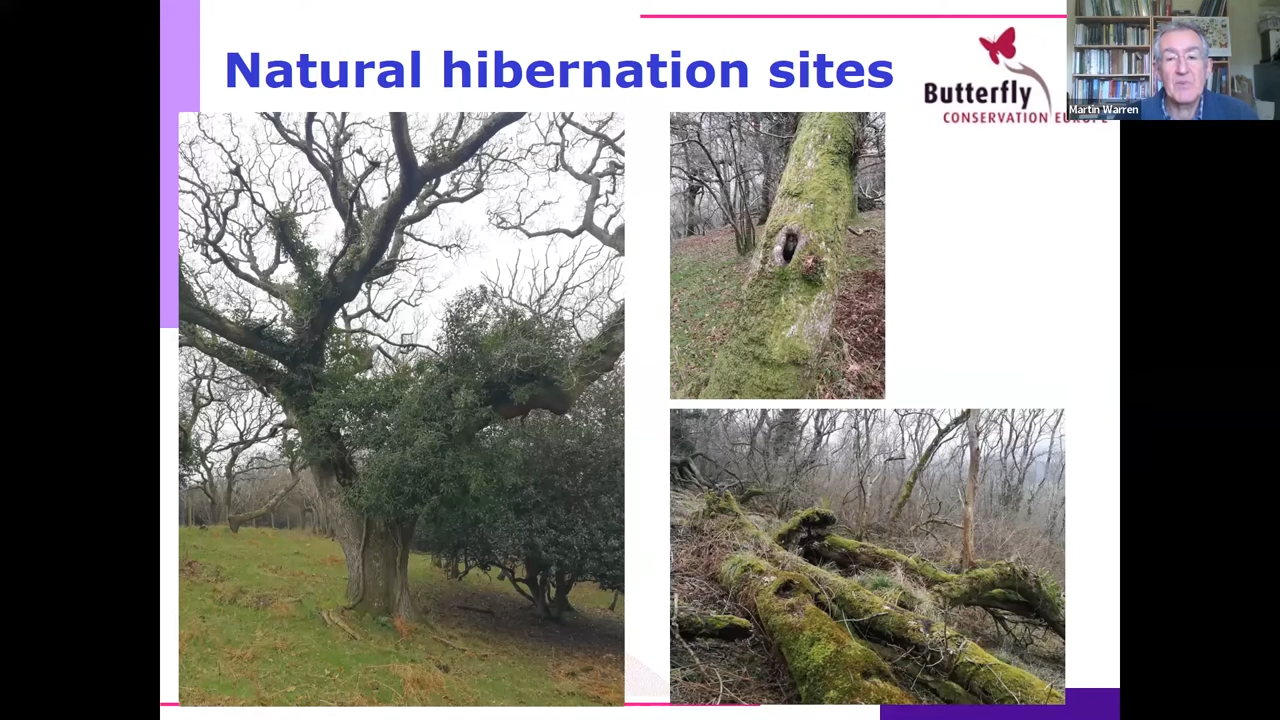 Natural hibernation sites
Butterfly
CONSERVATION EUROPE
Martin Warren